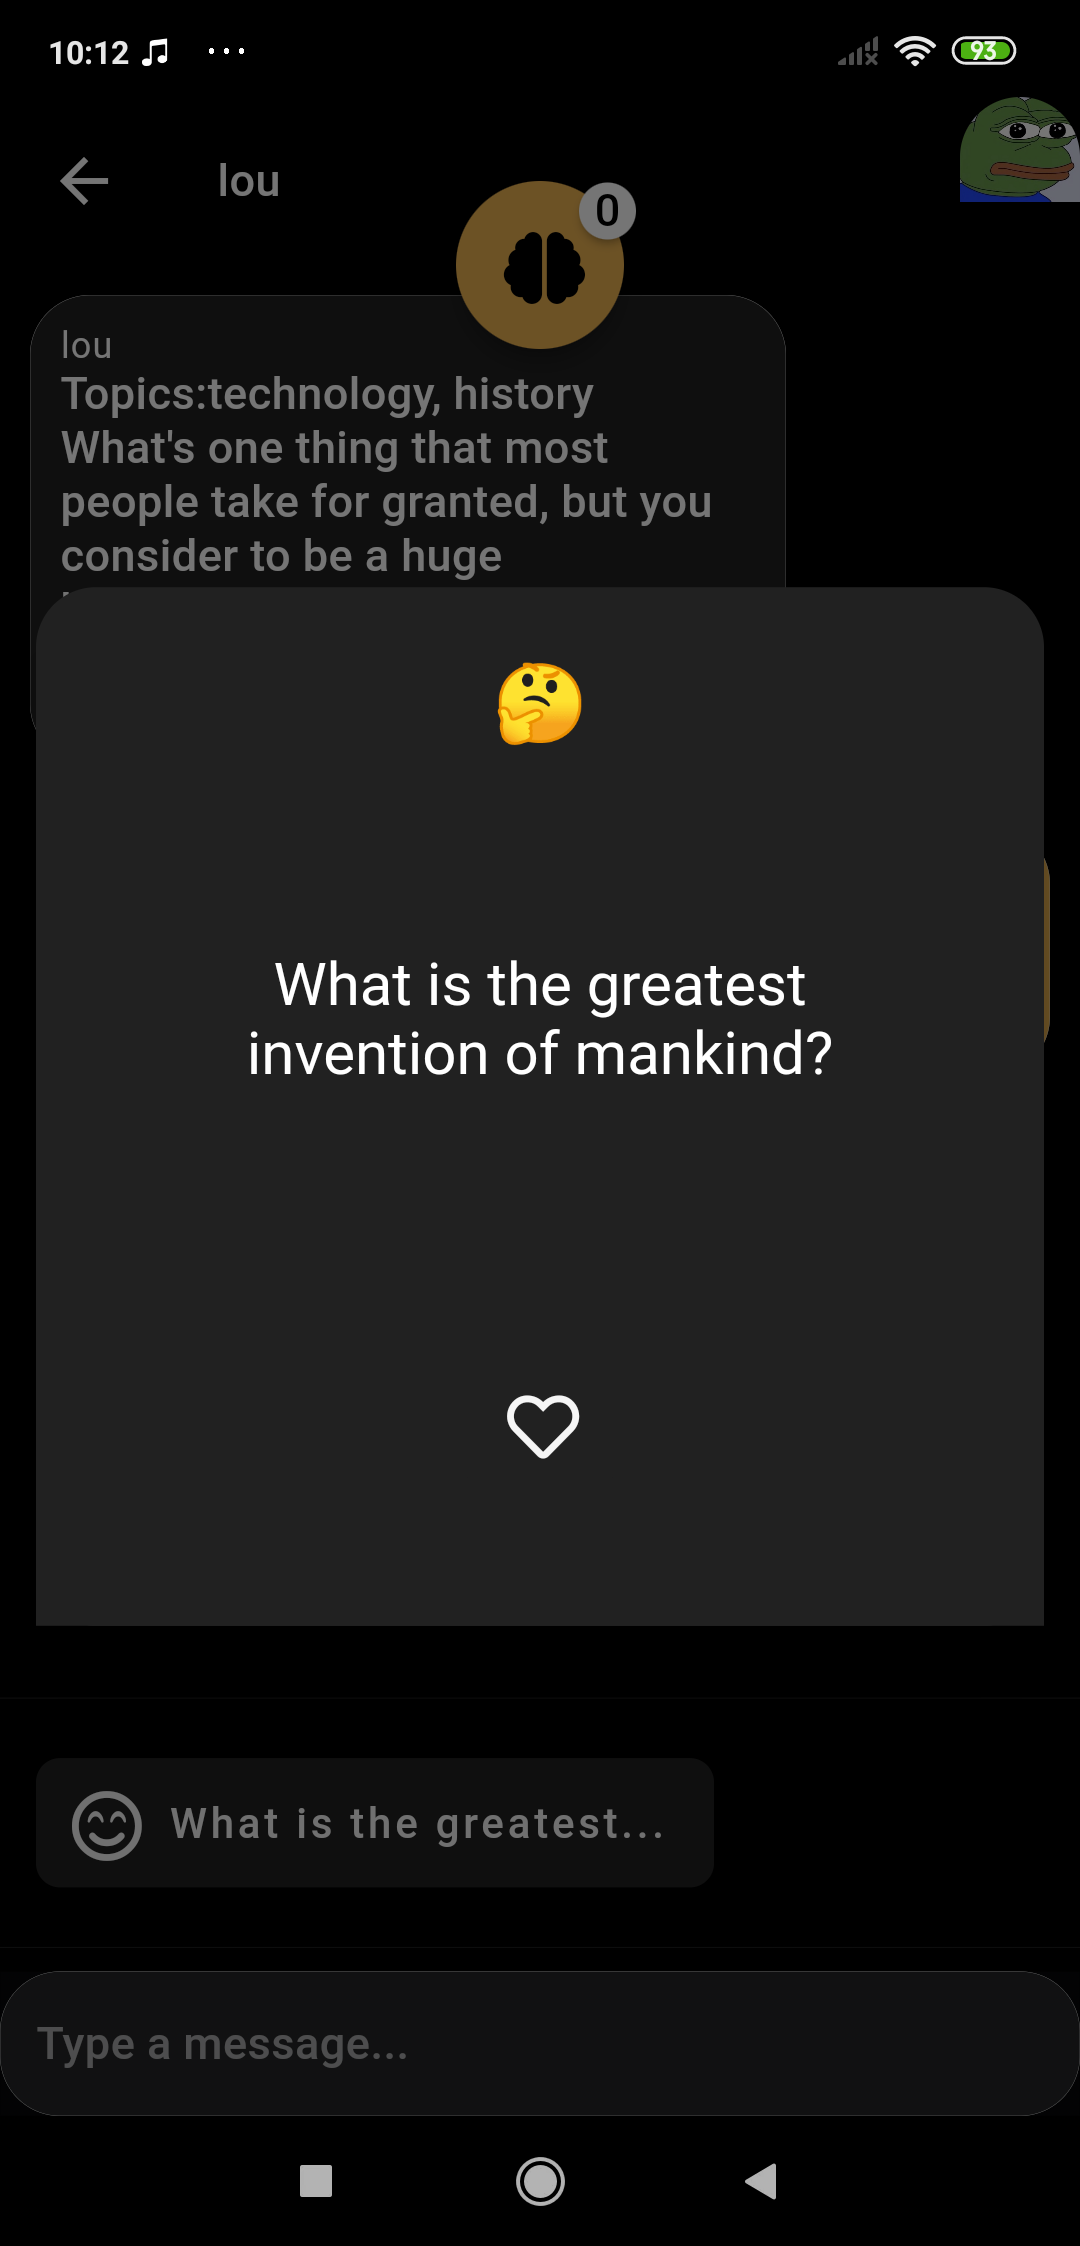 10:12
93
lou
0
lou
Topics:technology, history
What's one thing that most
people take for granted, but you
consider to be a huge
What is the greatest
invention of mankind?
What is the greatest...
Type a message...